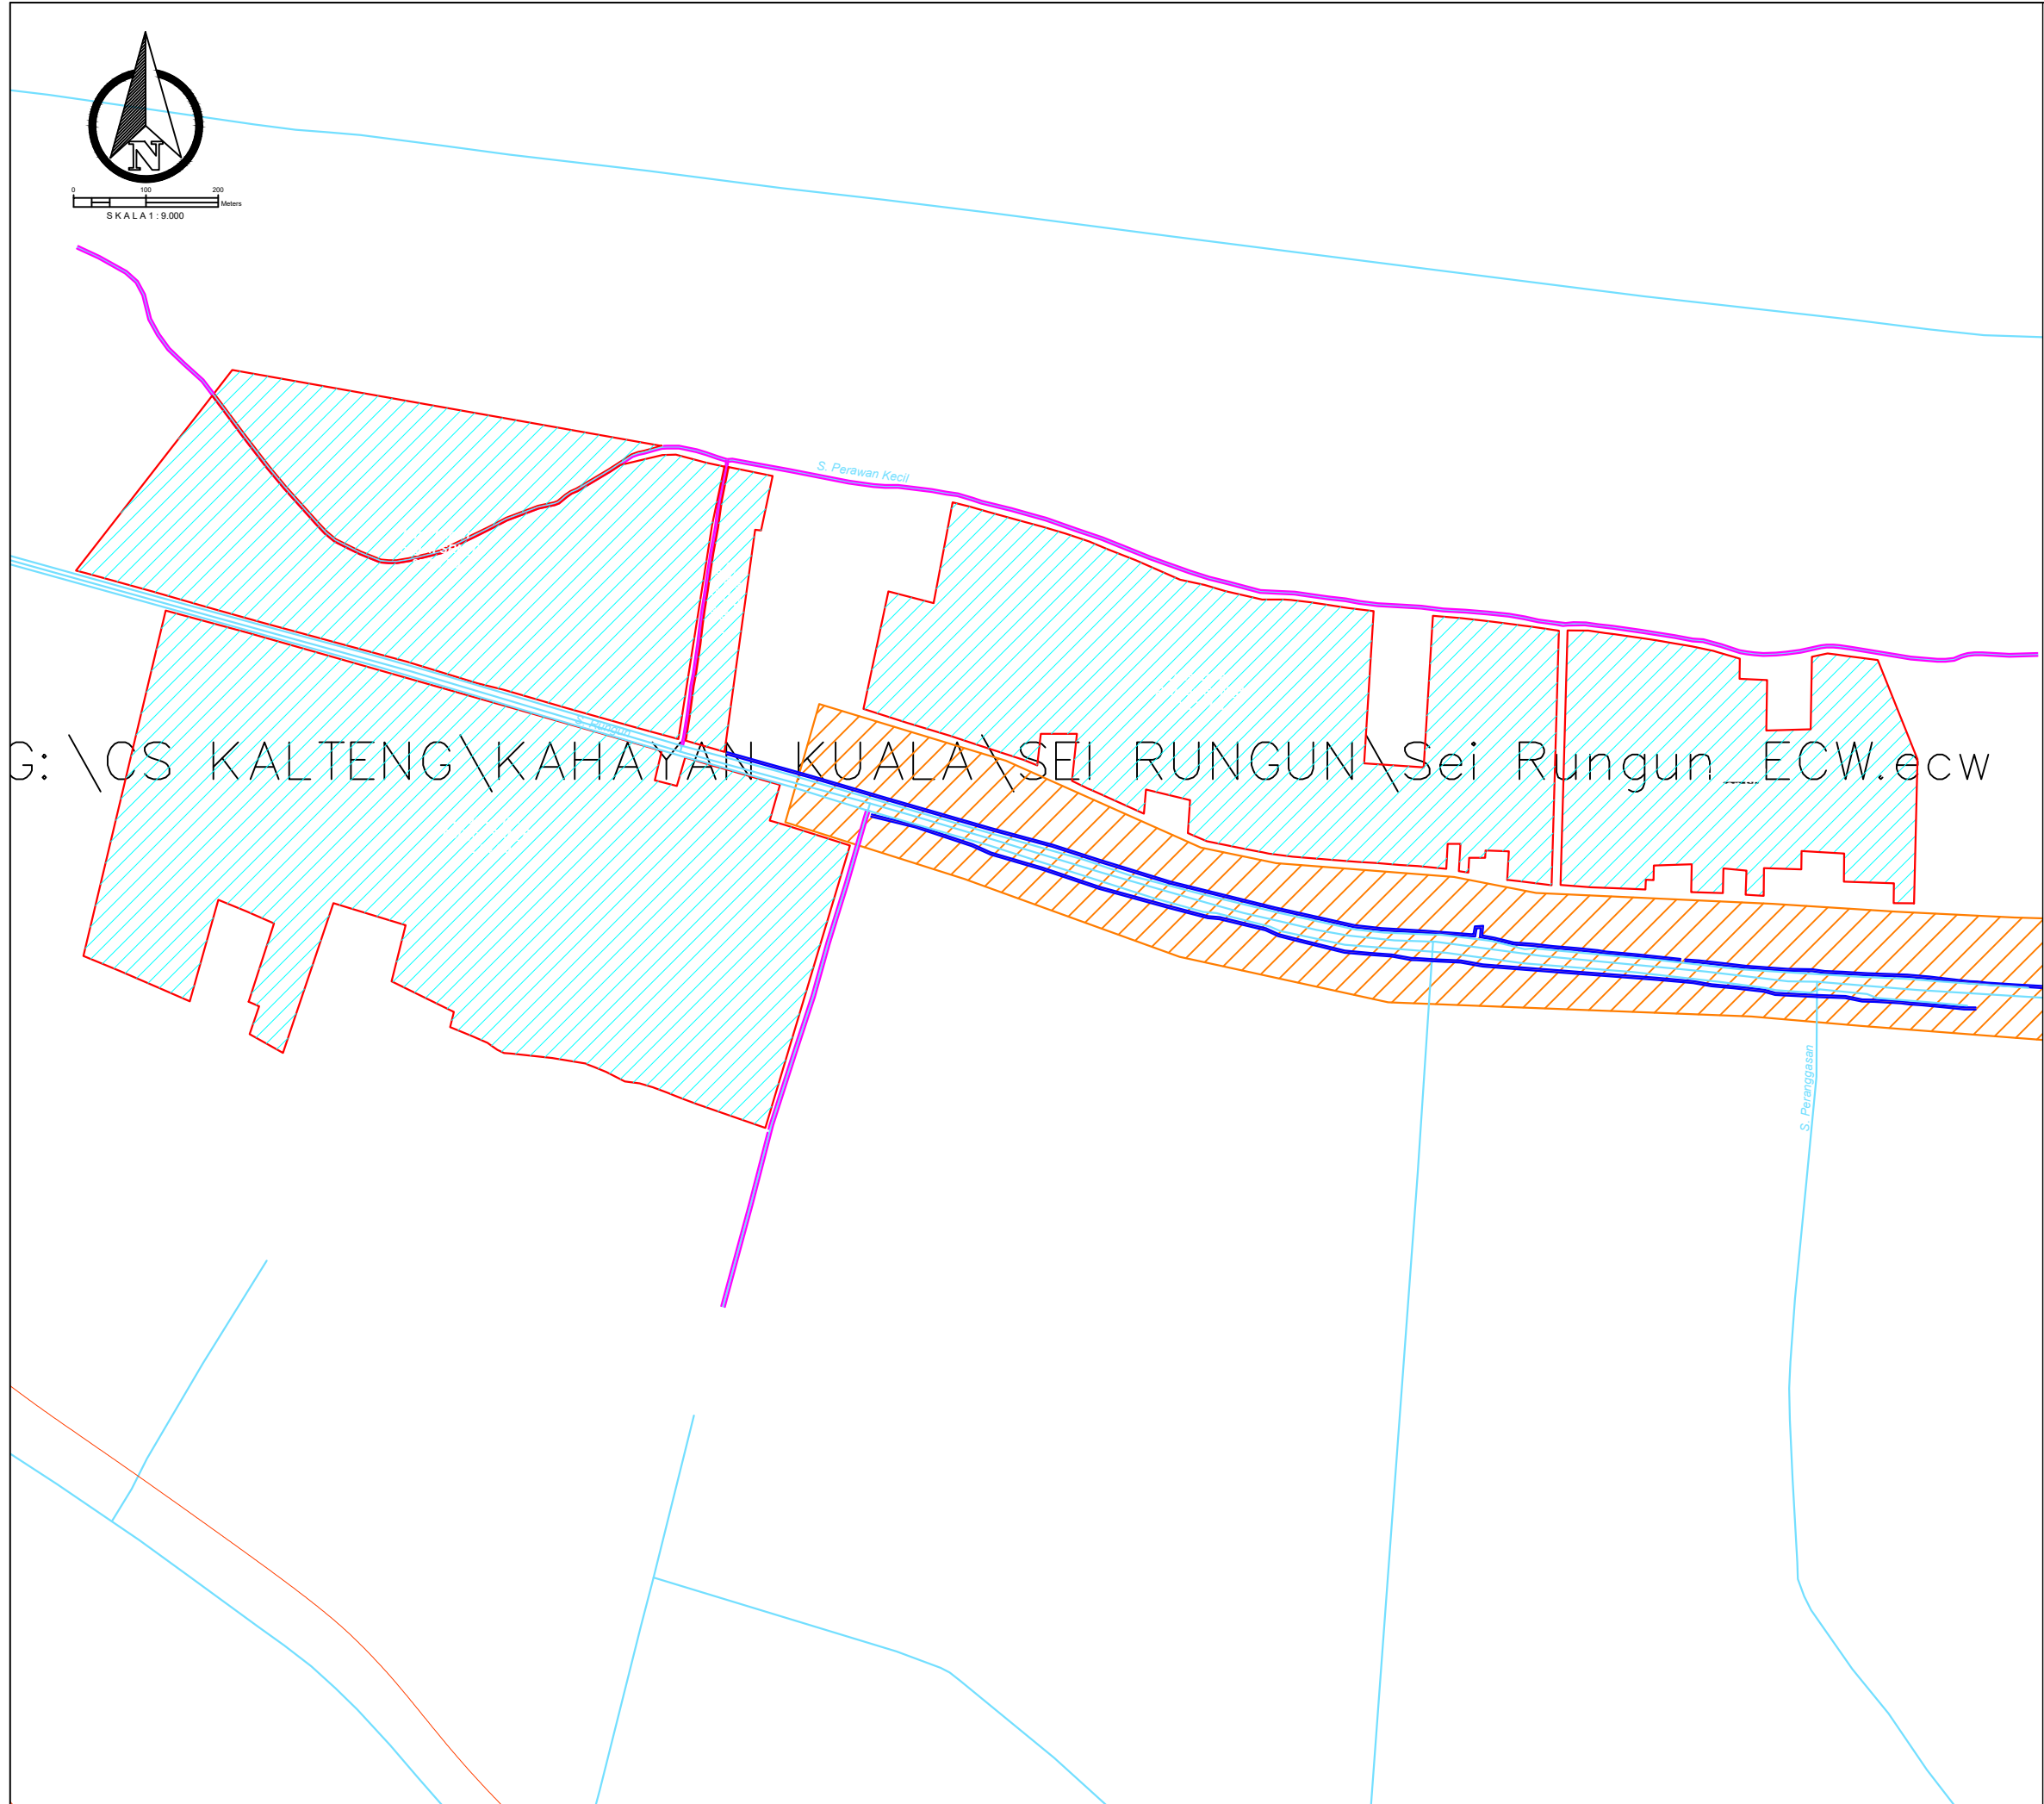 N
0 100 200
Meters
S K A L A 1 : 9.000
S. Perawan Kecil
S. Rungun
G:\CS KALTENG\KAHAYAN KUALA\SEI RUNGUN\Sei Rungun_ECW.ecw
S. Peranggasan